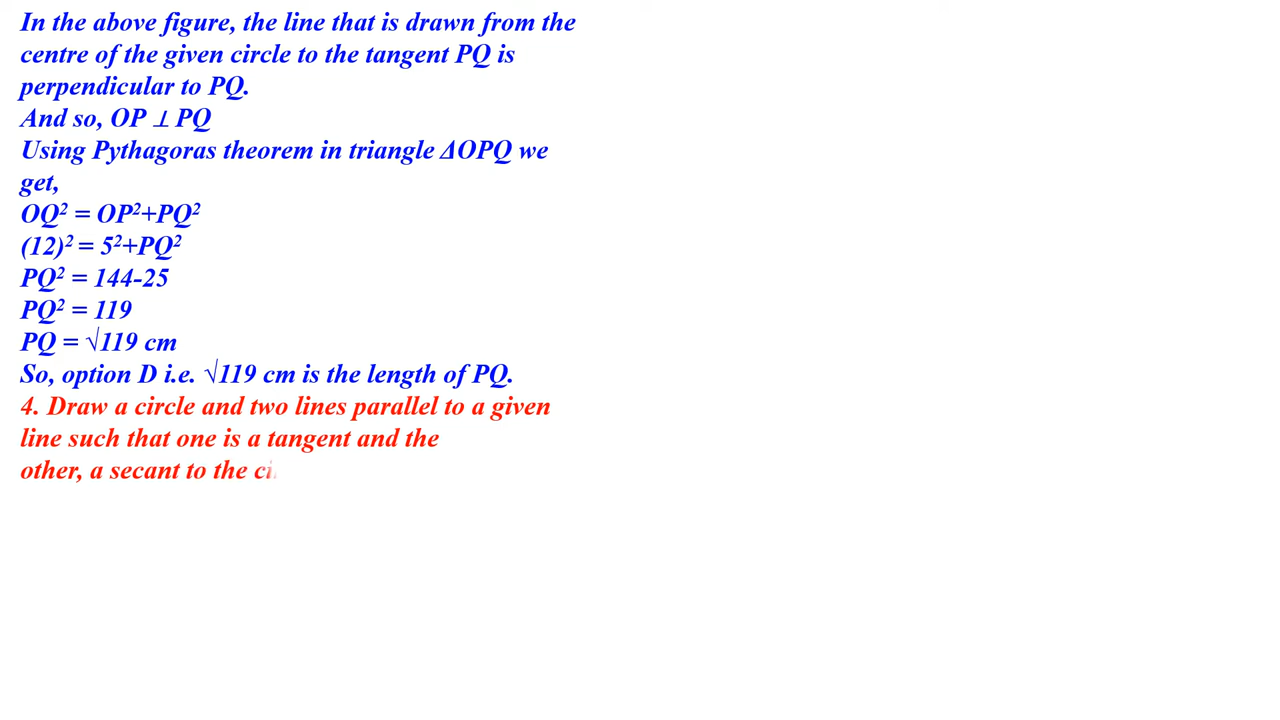 In the above figure, the line that is drawn from the
centre of the given circle to the tangent PQ is
perpendicular to PQ.
And so, OP ⊥ PQ
Using Pythagoras theorem in triangle ΔOPQ we
get,
OQ² = OP²+PQ²
(12)² = 5²+PQ²
PQ² = 144-25
PQ² = 119
PQ = √119 cm
So, option D i.e. √119 cm is the length of PQ.
4. Draw a circle and two lines parallel to a given
line such that one is a tangent and the
other, a secant to the